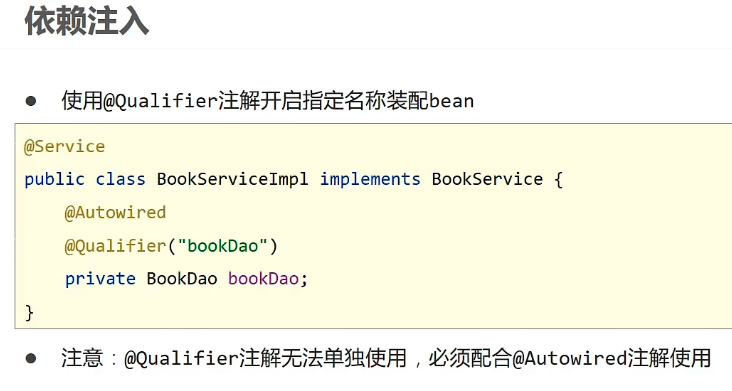 依赖注入
● 使用@Qualifier注解开启指定名称装配bean
@Service
public class BookServiceImpl implements BookService {
    @Autowired
    @Qualifier("bookDao")
    private BookDao bookDao;
}
● 注意：@Qualifier注解无法单独使用，必须配合@Autowired注解使用